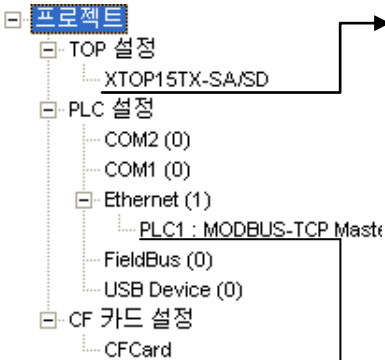 프로젝트
TOP 설정
XTOP15TX-SA/SD
PLC 설정
COM2 (0)
COM1 (0)
Ethernet (1)
PLC1 : MODBUS-TCP Maste
FieldBus (0)
USB Device (0)
CF 카드 설정
CFCard